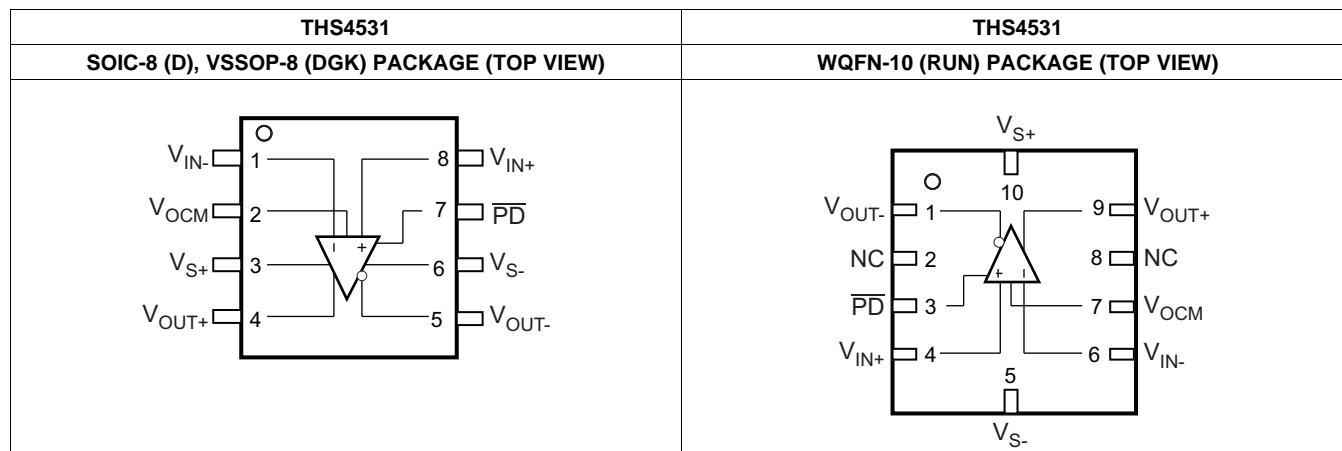 THS4531
THS4531
SOIC-8 (D), VSSOP-8 (DGK) PACKAGE (TOP VIEW)
WQFN-10 (RUN) PACKAGE (TOP VIEW)
VIN- 1 8 VIN+
VOCM 2 7 PD
VS+ 3 6 VS-
VOUT+ 4 5 VOUT-
– +
VS+
10
VOUT- 1 9 VOUT+
NC 2 8 NC
+ –
PD 3 7 VOCM
VIN+ 4 6 VIN-
5
VS-